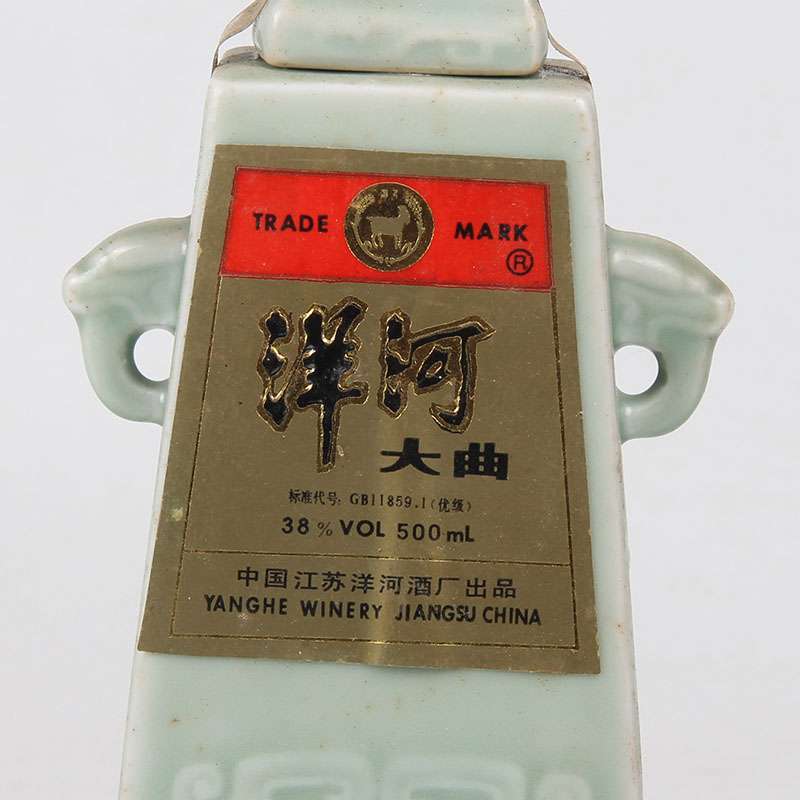 TRADE MARK
®
洋河
大曲
标准代号: GB11859.1(优级)
38% VOL 500mL
中国江苏洋河酒厂出品
YANGHE WINERY JIANGSU CHINA